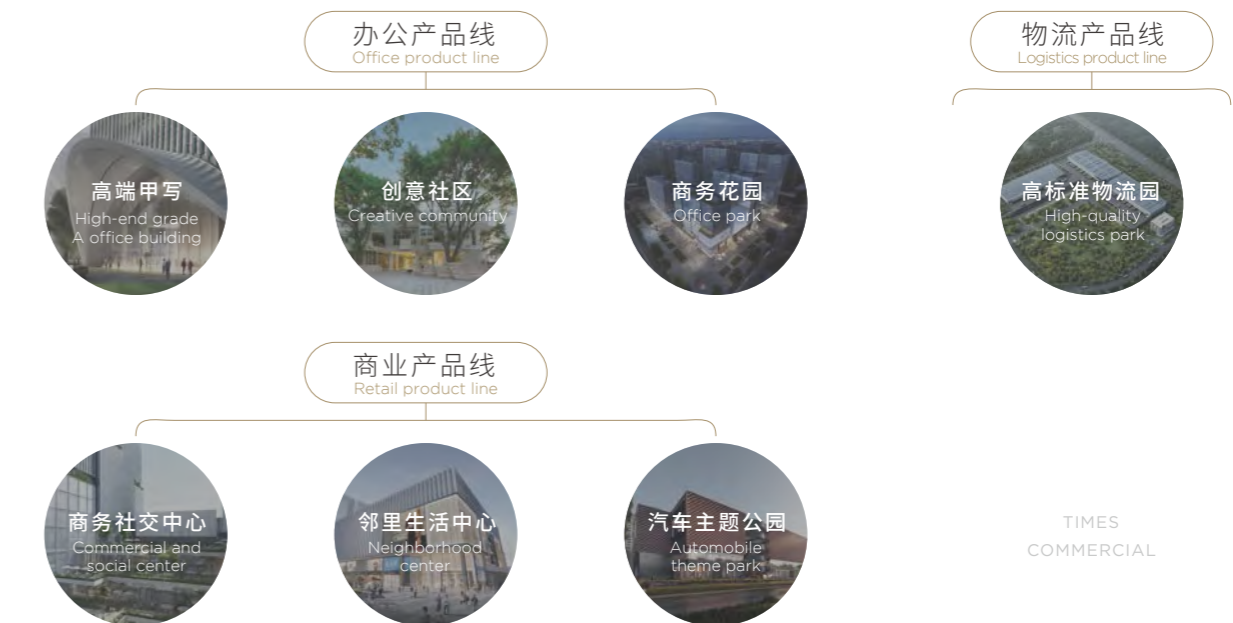 办公产品线
Office product line
物流产品线
Logistics product line
高端甲写
High-end grade
A office building
创意社区
Creative community
商务花园
Office park
高标准物流园
High-quality
logistics park
商业产品线
Retail product line
商务社交中心
Commercial and
social center
邻里生活中心
Neighborhood
center
汽车主题公园
Automobile
theme park
TIMES
COMMERCIAL